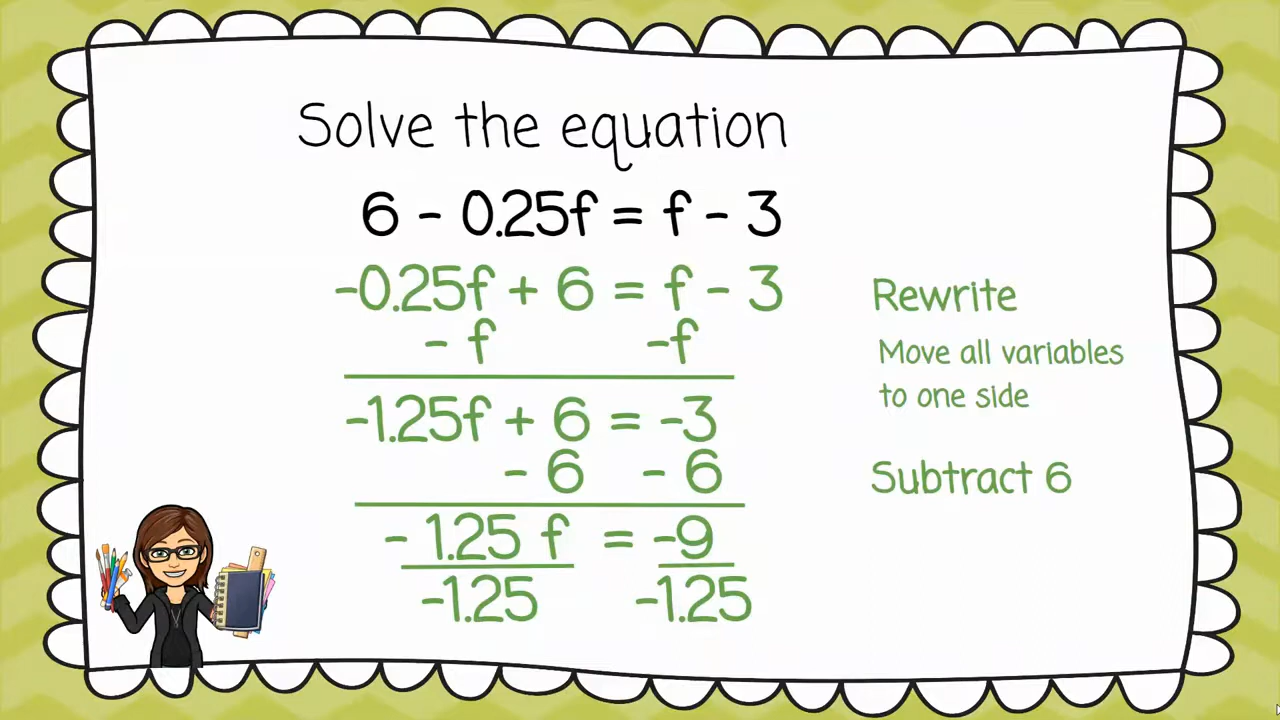 Solve the equation
6 - 0.25f = f - 3
-0.25f + 6 = f - 3
Rewrite
- f -f
Move all variables
to one side
-1.25f + 6 = -3
- 6 - 6
Subtract 6
- 1.25 f = -9
-1.25 -1.25